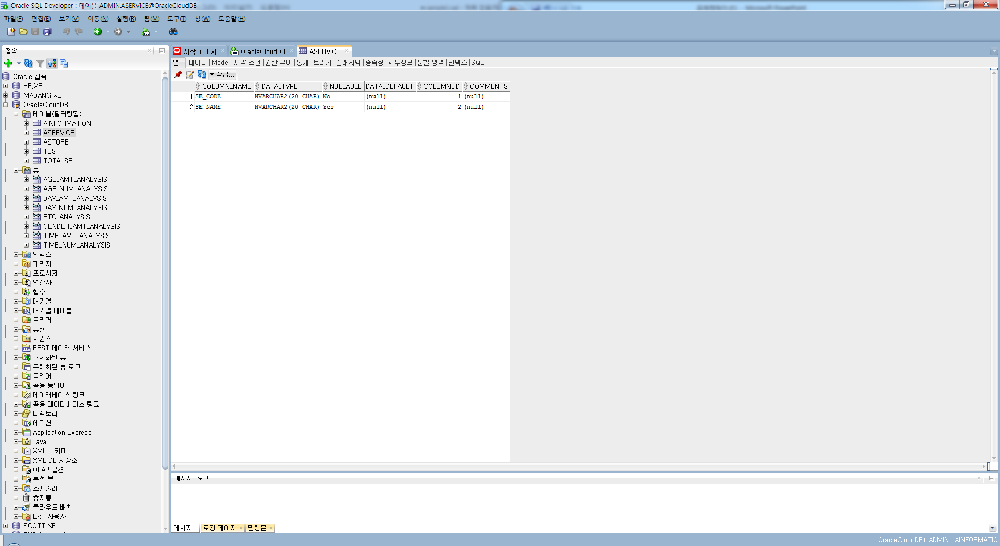 Oracle SQL Developer : 테이블 ADMIN.ASERVICE@OracleCloudDB
파일(F) 편집(E) 보기(V) 이동(N) 실행(R) 팀(M) 도구(T) 창(W) 도움말(H)
접속
Oracle 접속
HR.XE
MADANG.XE
OracleCloudDB
테이블(필터링됨)
AINFORMATION
ASERVICE
ASTORE
TEST
TOTALSELL
뷰
AGE_AMT_ANALYSIS
AGE_NUM_ANALYSIS
DAY_AMT_ANALYSIS
DAY_NUM_ANALYSIS
ETC_ANALYSIS
GENDER_AMT_ANALYSIS
TIME_AMT_ANALYSIS
TIME_NUM_ANALYSIS
인덱스
패키지
프로시저
연산자
함수
대기열
대기열 테이블
트리거
유형
시퀀스
REST 데이터 서비스
구체화된 뷰
구체화된 뷰 로그
동의어
공용 동의어
데이터베이스 링크
공용 데이터베이스 링크
디렉토리
에디션
Application Express
Java
XML 스키마
XML DB 저장소
OLAP 옵션
분석 뷰
스케줄러
휴지통
클라우드 배치
다른 사용자
SCOTT.XE
시작 페이지 OracleCloudDB ASERVICE
열 데이터 | Model | 제약 조건 | 권한 부여 | 통계 | 트리거 | 플래시백 | 종속성 | 세부정보 | 분할 영역 | 인덱스 | SQL
작업...
COLUMN_NAME DATA_TYPE NULLABLE DATA_DEFAULT COLUMN_ID COMMENTS
1 SE_CODE NVARCHAR2(20 CHAR) No (null) 1 (null)
2 SE_NAME NVARCHAR2(20 CHAR) Yes (null) 2 (null)
메시지 - 로그
메시지 로깅 페이지 명령문
| OracleCloudDB | ADMIN | AINFORMATIO